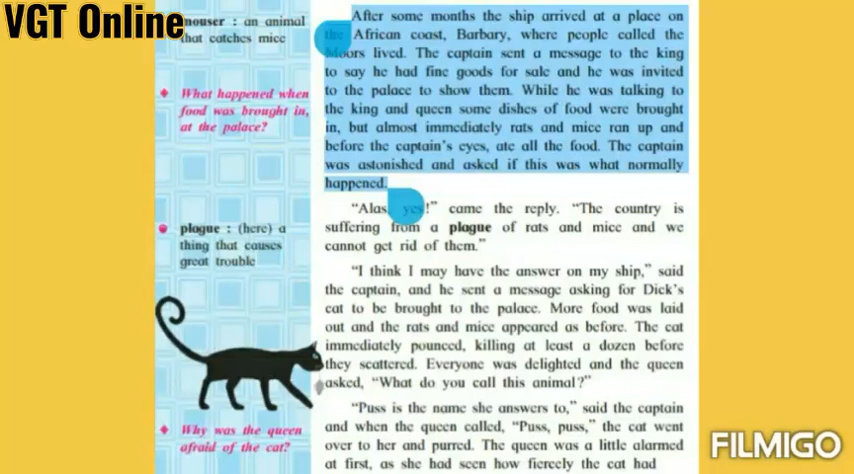 VGT Online
mouser : an animal
that catches mice
What happened when
food was brought in,
at the palace?
plague : (here) a
thing that causes
great trouble
Why was the queen
afraid of the cat?
After some months the ship arrived at a place on
the African coast, Barbary, where people called the
Moors lived. The captain sent a message to the king
to say he had fine goods for sale and he was invited
to the palace to show them. While he was talking to
the king and queen some dishes of food were brought
in, but almost immediately rats and mice ran up and
before the captain's eyes, ate all the food. The captain
was astonished and asked if this was what normally
happened.
“Alas, yes!” came the reply. “The country is
suffering from a plague of rats and mice and we
cannot get rid of them.”
“I think I may have the answer on my ship,” said
the captain, and he sent a message asking for Dick's
cat to be brought to the palace. More food was laid
out and the rats and mice appeared as before. The cat
immediately pounced, killing at least a dozen before
they scattered. Everyone was delighted and the queen
asked, “What do you call this animal?”
“Puss is the name she answers to,” said the captain
and when the queen called, “Puss, puss,” the cat went
over to her and purred. The queen was a little alarmed
at first, as she had seen how fiercely the cat had
FILMIGO